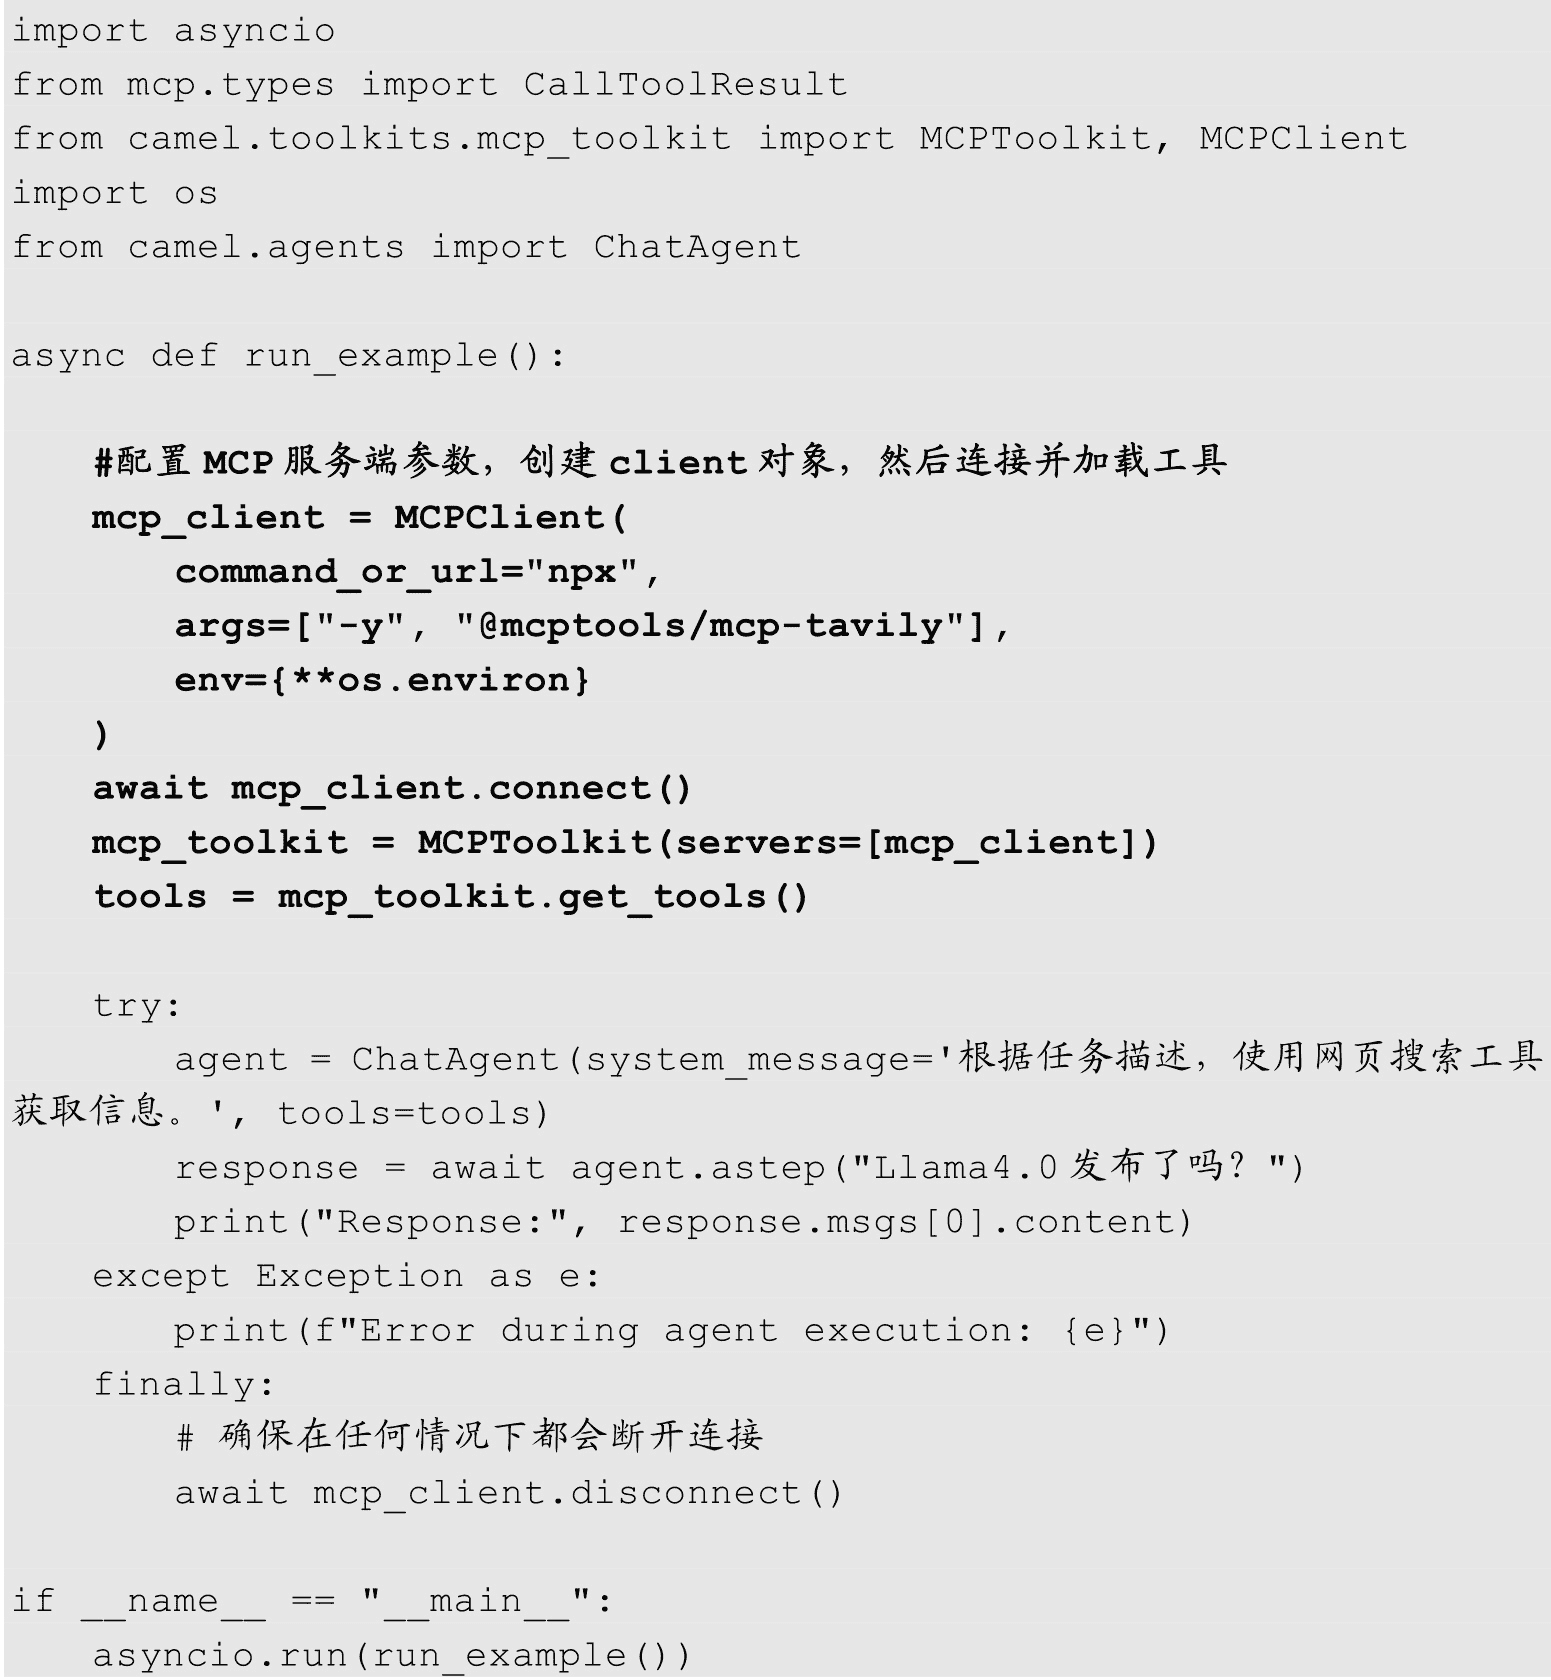 import asyncio
from mcp.types import CallToolResult
from camel.toolkits.mcp_toolkit import MCPToolkit, MCPClient
import os
from camel.agents import ChatAgent
async def run_example():
    #配置 MCP 服务端参数，创建 client 对象，然后连接并加载工具
    mcp_client = MCPClient(
        command_or_url="npx",
        args=["-y", "@mcptools/mcp-tavily"],
        env={**os.environ}
    )
    await mcp_client.connect()
    mcp_toolkit = MCPToolkit(servers=[mcp_client])
    tools = mcp_toolkit.get_tools()
    try:
        agent = ChatAgent(system_message='根据任务描述，使用网页搜索工具
获取信息。', tools=tools)
        response = await agent.astep("Llama4.0 发布了吗？")
        print("Response:", response.msgs[0].content)
    except Exception as e:
        print(f"Error during agent execution: {e}")
    finally:
        # 确保在任何情况下都会断开连接
        await mcp_client.disconnect()
if __name__ == "__main__":
    asyncio.run(run_example())